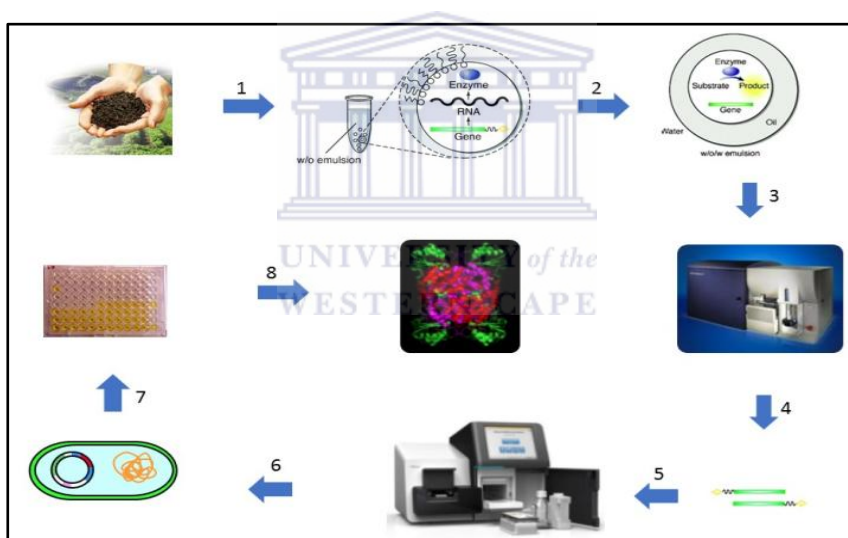 1
Enzyme
RNA
Gene
w/o emulsion
2
Enzyme
Substrate Product
Gene
Oil
Water
w/o/w emulsion
3
8
UNIVERSITY of the
WESTERN CAPE
4
7
6
5